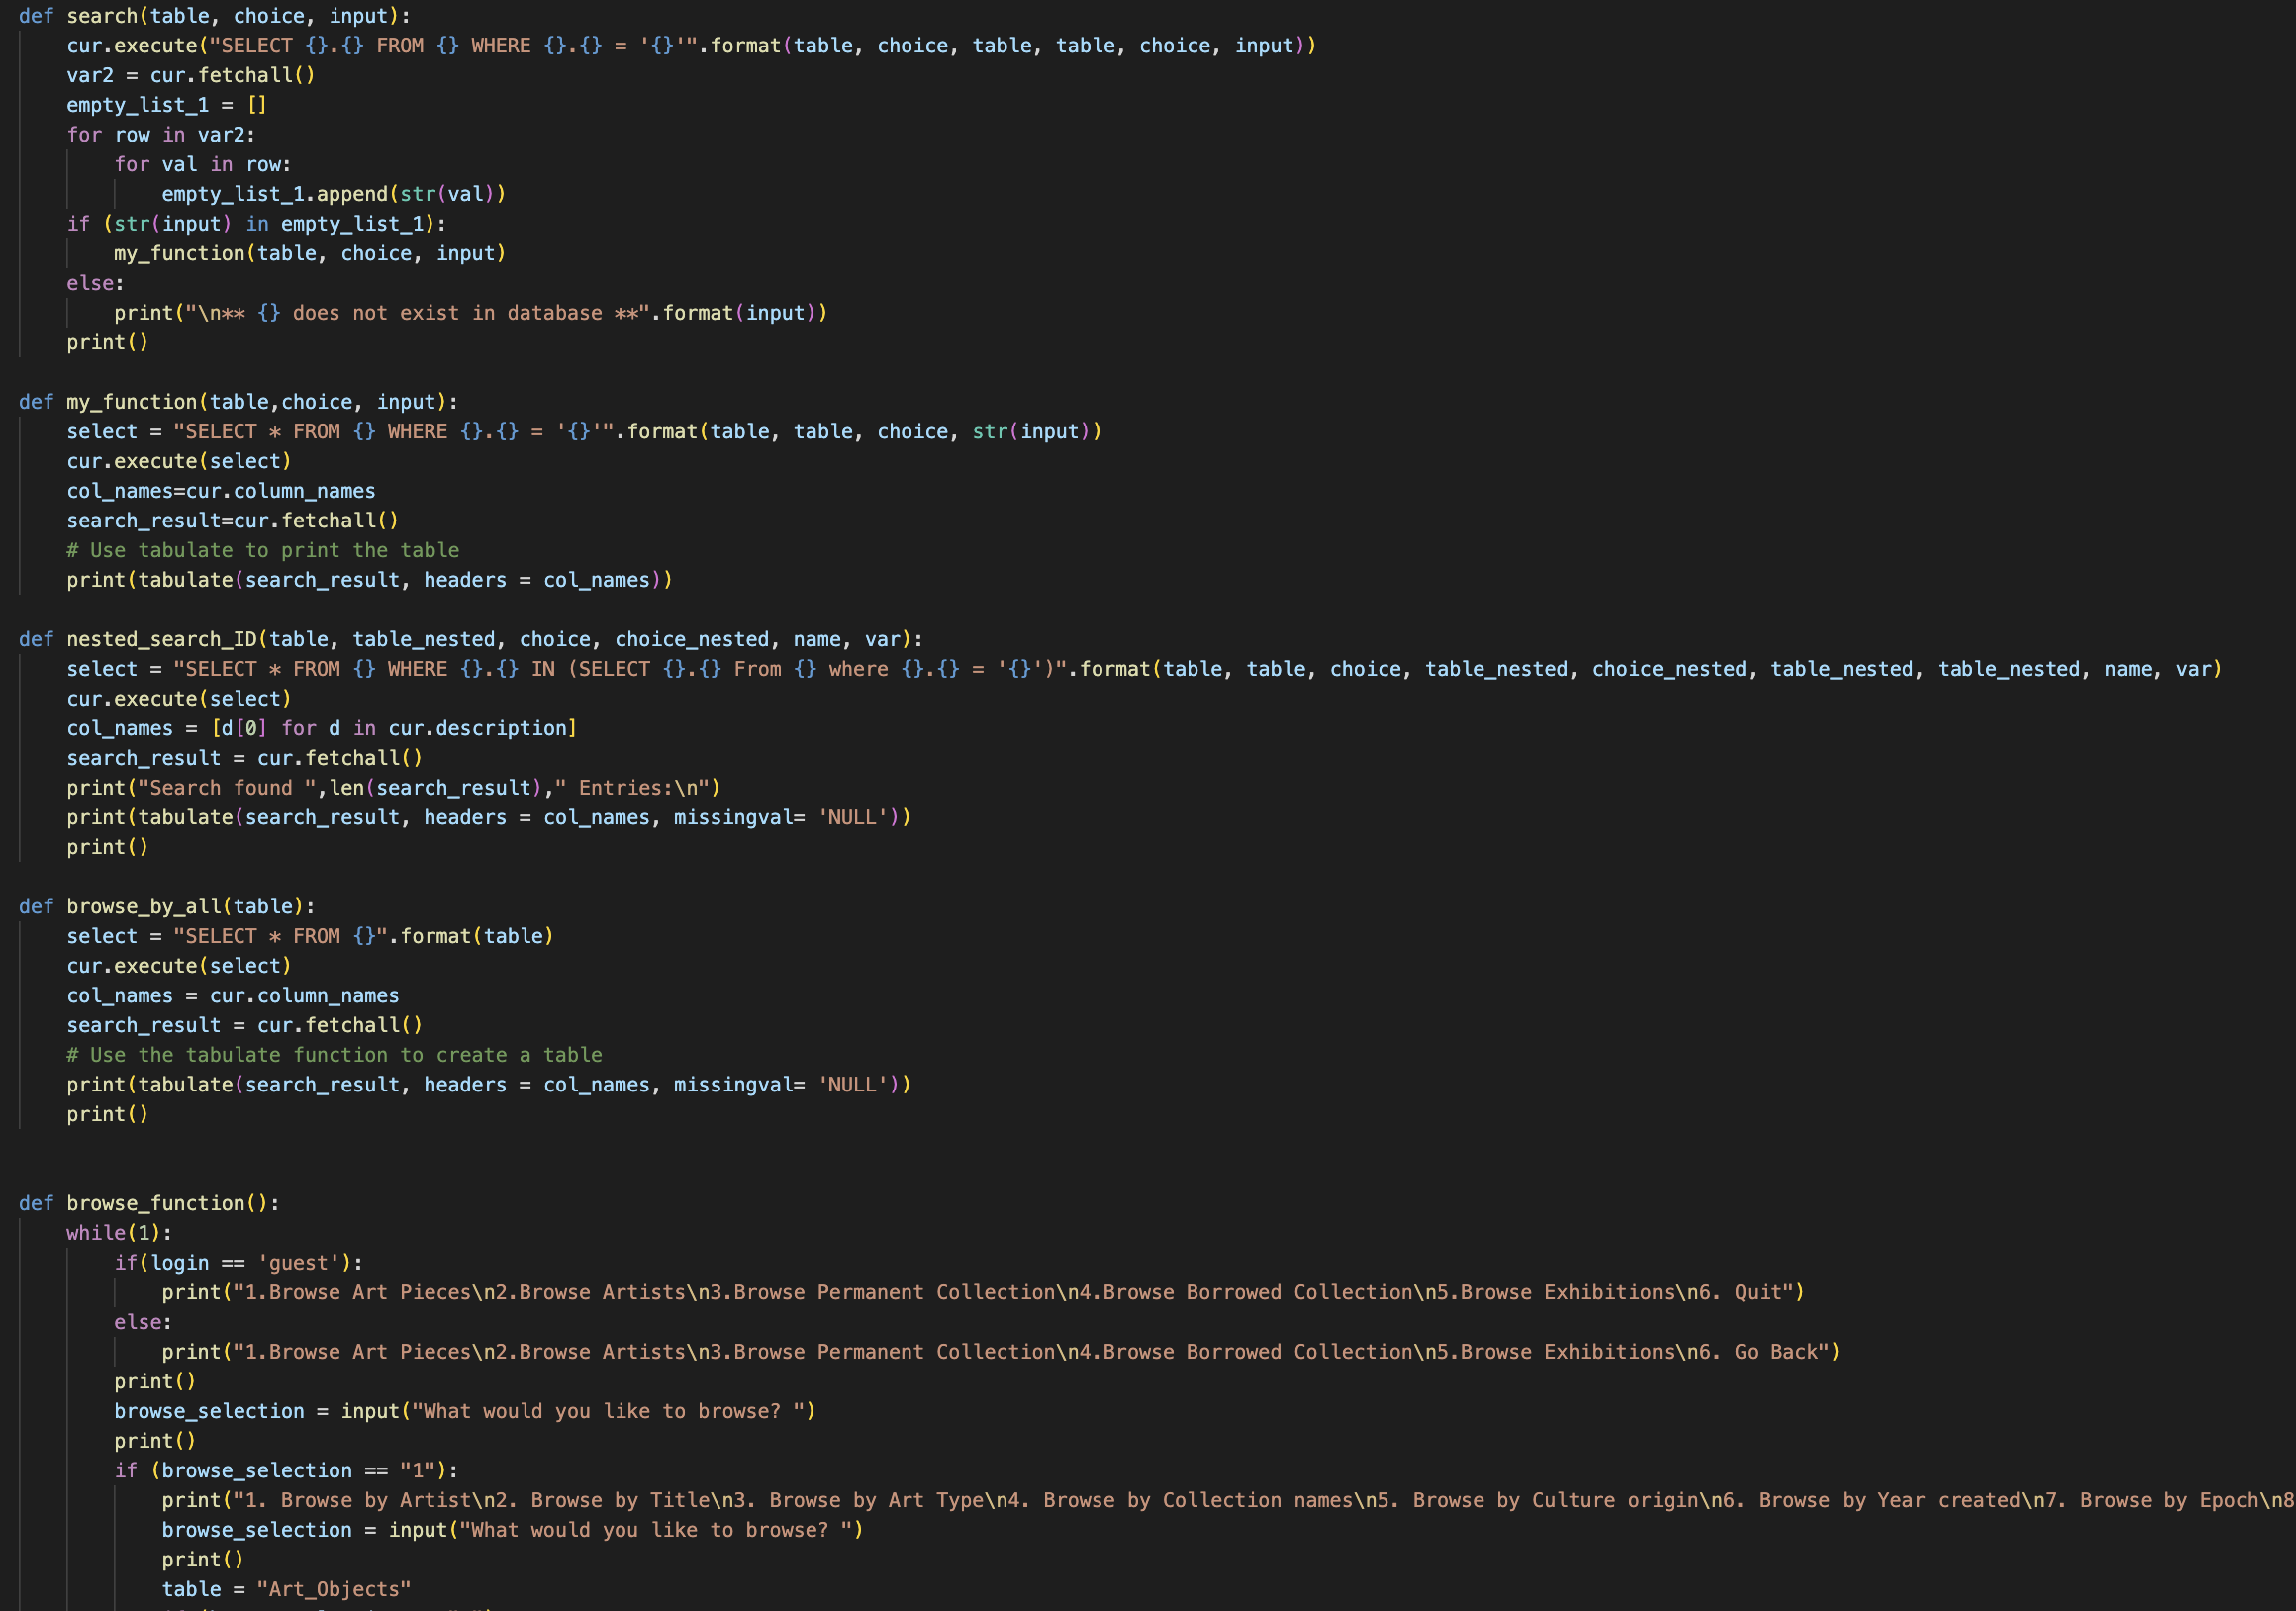 def search(table, choice, input):
    cur.execute("SELECT {}.{} FROM {} WHERE {}.{} = '{}'".format(table, choice, table, table, choice, input))
    var2 = cur.fetchall()
    empty_list_1 = []
    for row in var2:
        for val in row:
            empty_list_1.append(str(val))
    if (str(input) in empty_list_1):
        my_function(table, choice, input)
    else:
        print("\n** {} does not exist in database **".format(input))
    print()

def my_function(table,choice, input):
    select = "SELECT * FROM {} WHERE {}.{} = '{}'".format(table, table, choice, str(input))
    cur.execute(select)
    col_names=cur.column_names
    search_result=cur.fetchall()
    # Use tabulate to print the table
    print(tabulate(search_result, headers = col_names))

def nested_search_ID(table, table_nested, choice, choice_nested, name, var):
    select = "SELECT * FROM {} WHERE {}.{} IN (SELECT {}.{} From {} where {}.{} = '{}')".format(table, table, choice, table_nested, choice_nested, table_nested, table_nested, name, var)
    cur.execute(select)
    col_names = [d[0] for d in cur.description]
    search_result = cur.fetchall()
    print("Search found ",len(search_result)," Entries:\n")
    print(tabulate(search_result, headers = col_names, missingval= 'NULL'))
    print()

def browse_by_all(table):
    select = "SELECT * FROM {}".format(table)
    cur.execute(select)
    col_names = cur.column_names
    search_result = cur.fetchall()
    # Use the tabulate function to create a table
    print(tabulate(search_result, headers = col_names, missingval= 'NULL'))
    print()


def browse_function():
    while(1):
        if(login == 'guest'):
            print("1.Browse Art Pieces\n2.Browse Artists\n3.Browse Permanent Collection\n4.Browse Borrowed Collection\n5.Browse Exhibitions\n6. Quit")
        else:
            print("1.Browse Art Pieces\n2.Browse Artists\n3.Browse Permanent Collection\n4.Browse Borrowed Collection\n5.Browse Exhibitions\n6. Go Back")
        print()
        browse_selection = input("What would you like to browse? ")
        print()
        if (browse_selection == "1"):
            print("1. Browse by Artist\n2. Browse by Title\n3. Browse by Art Type\n4. Browse by Collection names\n5. Browse by Culture origin\n6. Browse by Year created\n7. Browse by Epoch\n8
            browse_selection = input("What would you like to browse? ")
            print()
            table = "Art_Objects"